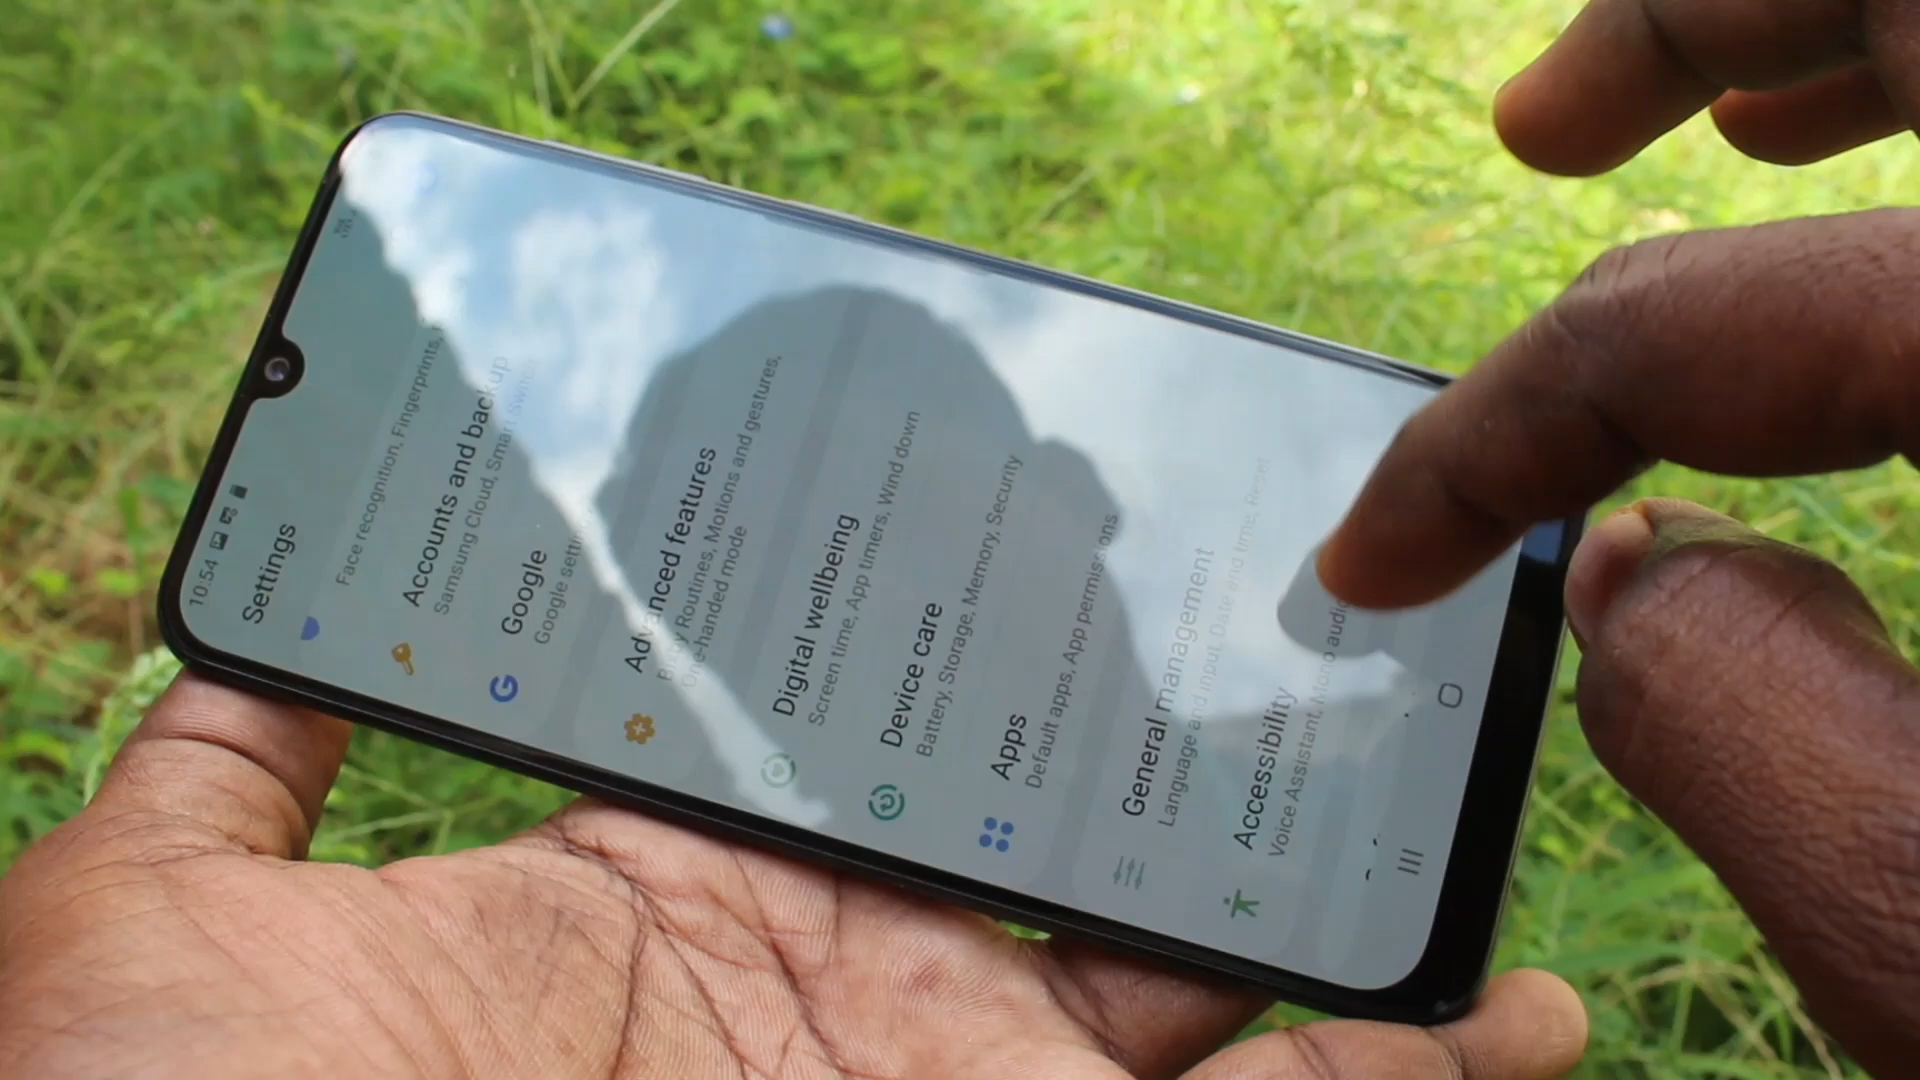 10:54
Settings
Face recognition, Fingerprints,
Accounts and backup
Samsung Cloud, Smart Switch
Google
Google settings
Advanced features
Bixby Routines, Motions and gestures,
One-handed mode
Digital wellbeing
Screen time, App timers, Wind down
Device care
Battery, Storage, Memory, Security
Apps
Default apps, App permissions
General management
Language and input, Date and time, Reset
Accessibility
Voice Assistant, Mono audio